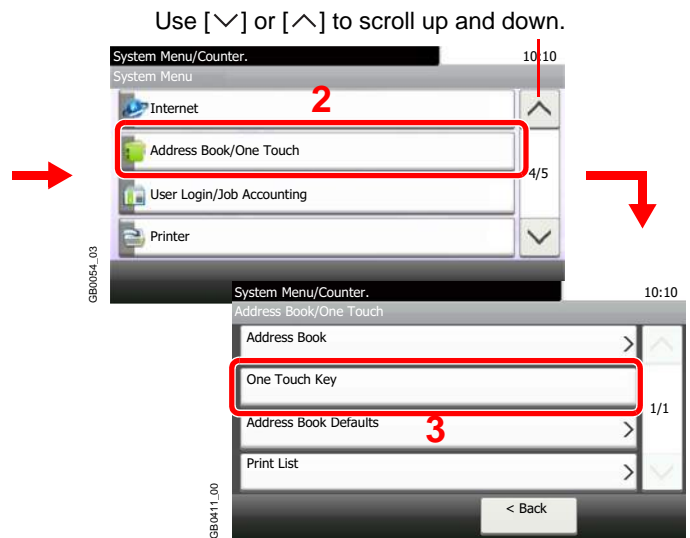 Use [∨] or [∧] to scroll up and down.
System Menu/Counter.
10:10
System Menu
Internet
2
Address Book/One Touch
4/5
User Login/Job Accounting
Printer
GB0054_03
System Menu/Counter.
10:10
Address Book/One Touch
Address Book
>
One Touch Key
1/1
Address Book Defaults
>
3
Print List
>
GB0411_00
< Back